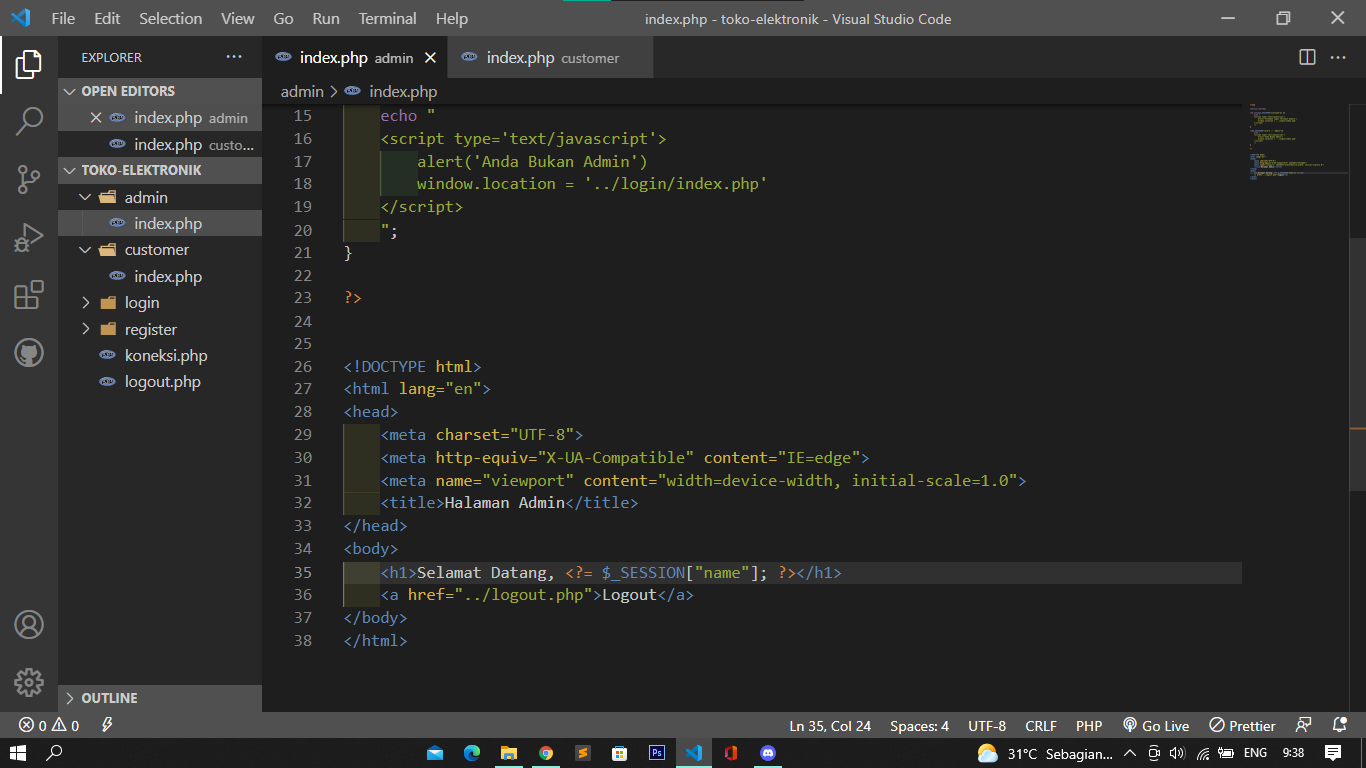 File Edit Selection View Go Run Terminal Help index.php - toko-elektronik - Visual Studio Code
EXPLORER
OPEN EDITORS
index.php admin
index.php custo...
TOKO-ELEKTRONIK
admin
index.php
customer
index.php
login
register
koneksi.php
logout.php
OUTLINE
index.php admin index.php customer
admin > index.php
15 echo "
16 <script type='text/javascript'>
17 alert('Anda Bukan Admin')
18 window.location = '../login/index.php'
19 </script>
20 ";
21 }
22
23 ?>
24
25
26 <!DOCTYPE html>
27 <html lang="en">
28 <head>
29 <meta charset="UTF-8">
30 <meta http-equiv="X-UA-Compatible" content="IE=edge">
31 <meta name="viewport" content="width=device-width, initial-scale=1.0">
32 <title>Halaman Admin</title>
33 </head>
34 <body>
35 <h1>Selamat Datang, <?= $_SESSION["name"]; ?></h1>
36 <a href="../logout.php">Logout</a>
37 </body>
38 </html>
0 0 Ln 35, Col 24 Spaces: 4 UTF-8 CRLF PHP Go Live Prettier
Ps 31°C Sebagian... ENG 9:38